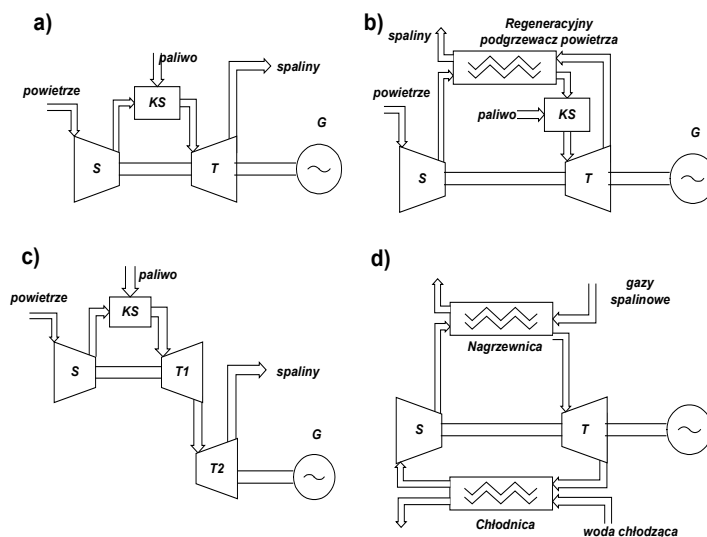 a)
paliwo
powietrze
KS
spaliny
G
S
T
b)
Regeneracyjny
podgrzewacz powietrza
spaliny
powietrze
paliwo
KS
G
S
T
c)
paliwo
powietrze
KS
S
T1
spaliny
G
T2
d)
gazy
spalinowe
Nagrzewnica
S
T
Chłodnica
woda chłodząca